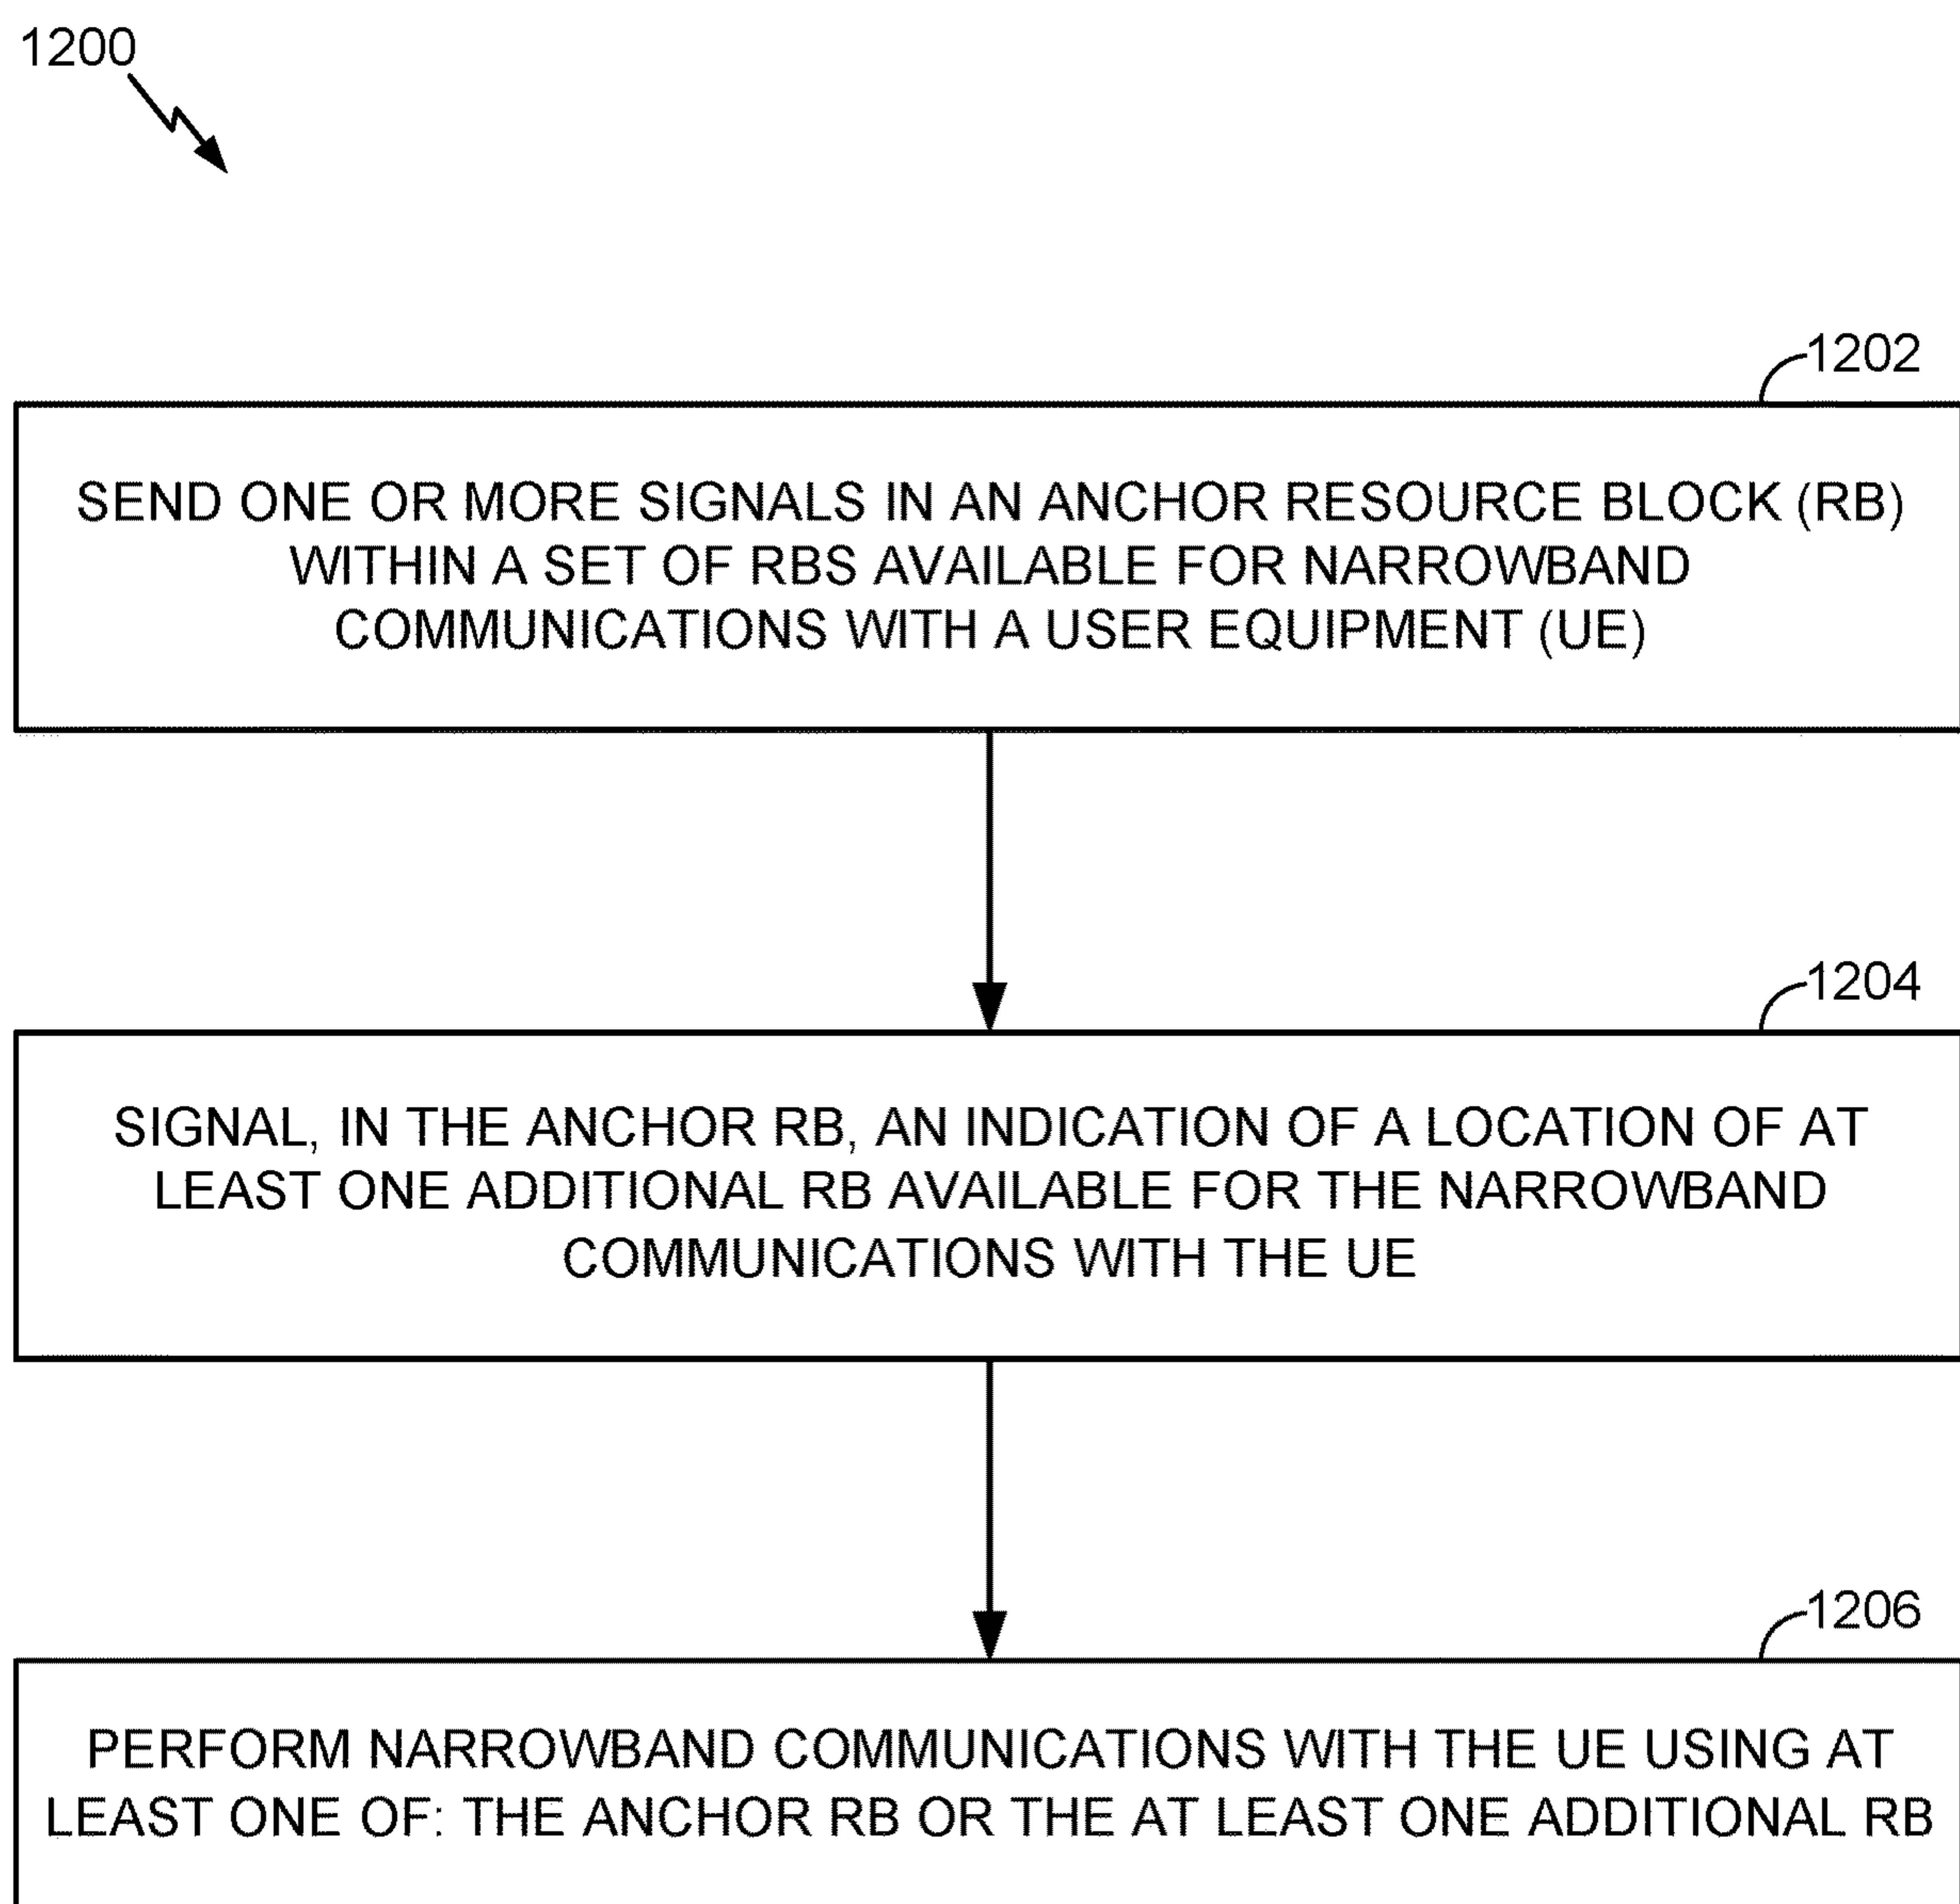 1200
1202
SEND ONE OR MORE SIGNALS IN AN ANCHOR RESOURCE BLOCK (RB)
WITHIN A SET OF RBS AVAILABLE FOR NARROWBAND
COMMUNICATIONS WITH A USER EQUIPMENT (UE)
1204
SIGNAL, IN THE ANCHOR RB, AN INDICATION OF A LOCATION OF AT
LEAST ONE ADDITIONAL RB AVAILABLE FOR THE NARROWBAND
COMMUNICATIONS WITH THE UE
1206
PERFORM NARROWBAND COMMUNICATIONS WITH THE UE USING AT
LEAST ONE OF: THE ANCHOR RB OR THE AT LEAST ONE ADDITIONAL RB